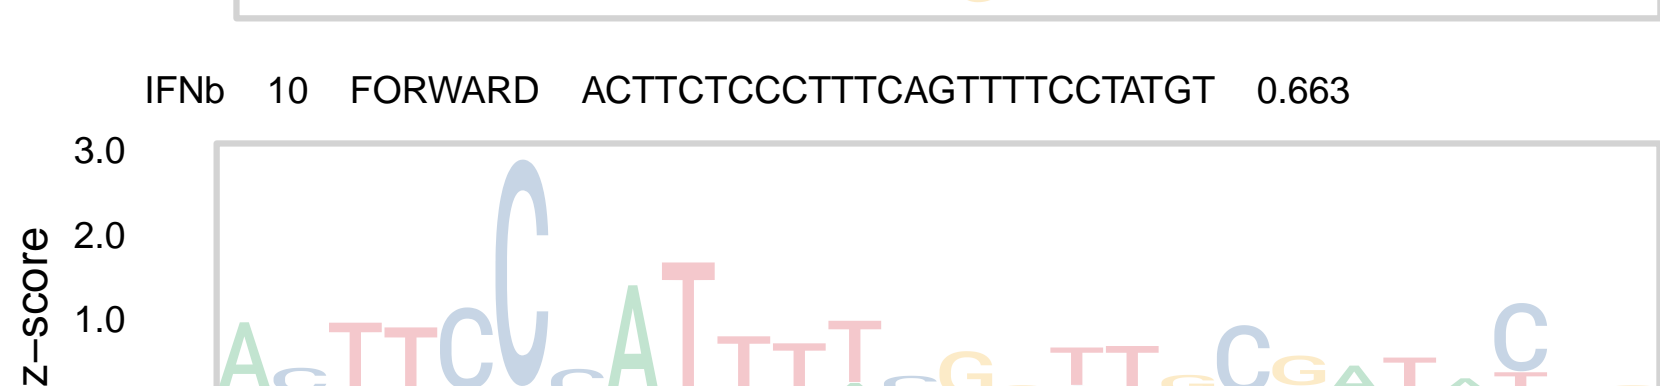 IFNb 10 FORWARD ACTTCTCCCTTTCAGTTTTCCTATGT 0.663
3.0
2.0
1.0
z–score
A C T T C C C A T T T T C G T T G C G A T A C T